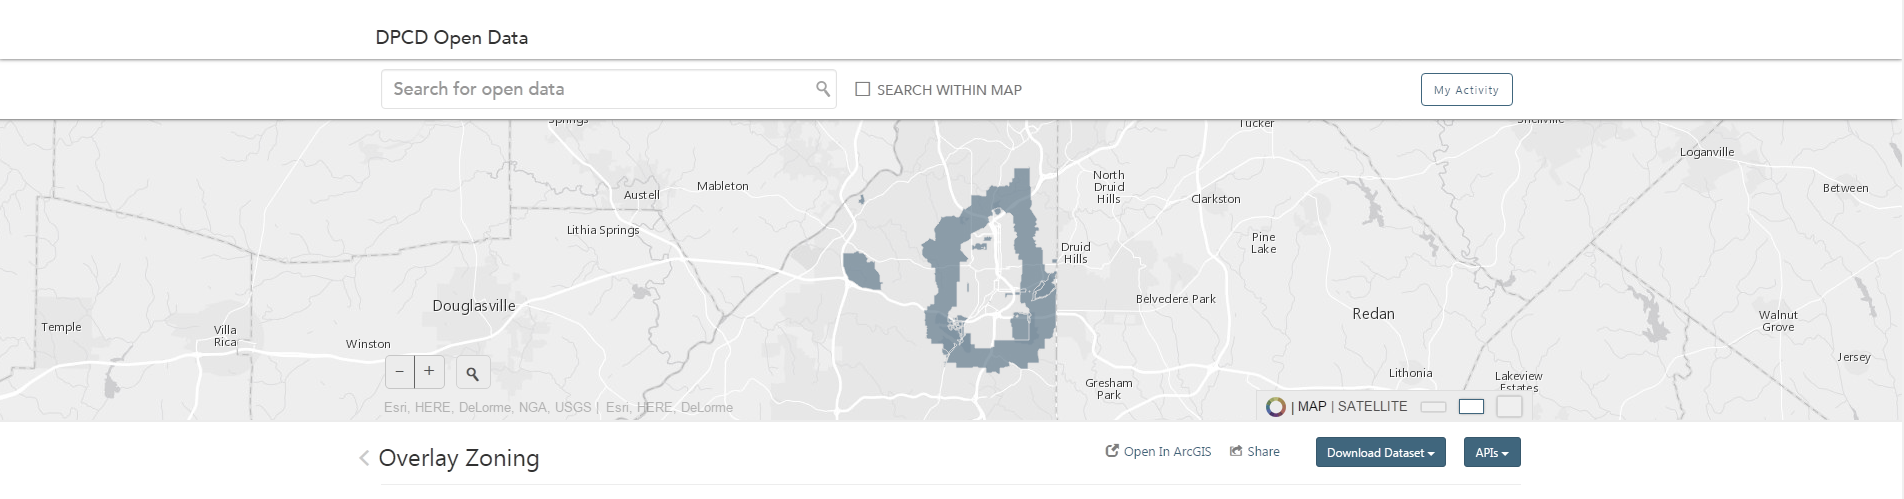 DPCD Open Data
Search for open data
SEARCH WITHIN MAP
My Activity
Springs
Tucker
Snellville
Loganville
Mableton
Austell
North
Druid
Hills
Clarkston
Between
Lithia Springs
Pine
Lake
Druid
Hills
Douglasville
Belvedere Park
Redan
Temple
Villa
Rica
Winston
Walnut
Grove
Jersey
Lithonia
Lakeview
Estates
Gresham
Park
− + 
Esri, HERE, DeLorme, NGA, USGS | Esri, HERE, DeLorme
| MAP | SATELLITE
Overlay Zoning
Open In ArcGIS
Share
Download Dataset
APIs